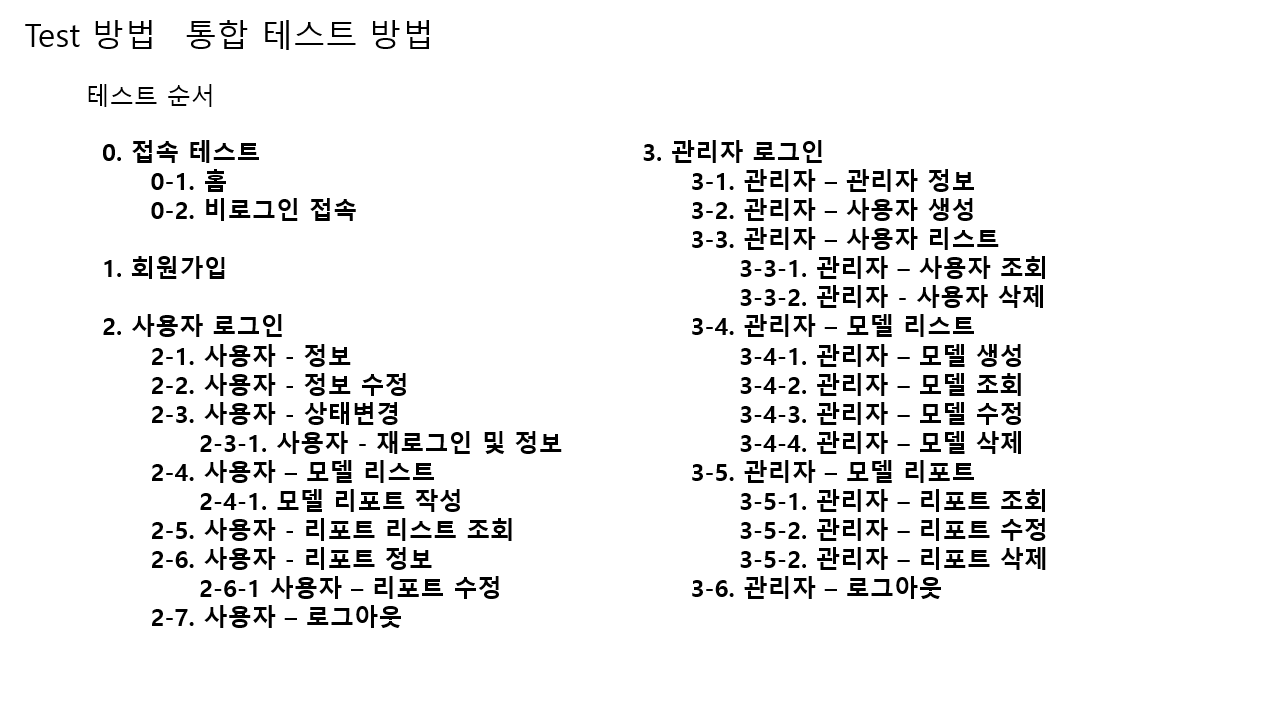 Test 방법 통합 테스트 방법
테스트 순서
0. 접속 테스트
0-1. 홈
0-2. 비로그인 접속
1. 회원가입
2. 사용자 로그인
2-1. 사용자 - 정보
2-2. 사용자 - 정보 수정
2-3. 사용자 - 상태변경
2-3-1. 사용자 - 재로그인 및 정보
2-4. 사용자 – 모델 리스트
2-4-1. 모델 리포트 작성
2-5. 사용자 - 리포트 리스트 조회
2-6. 사용자 - 리포트 정보
2-6-1 사용자 – 리포트 수정
2-7. 사용자 – 로그아웃
3. 관리자 로그인
3-1. 관리자 – 관리자 정보
3-2. 관리자 – 사용자 생성
3-3. 관리자 – 사용자 리스트
3-3-1. 관리자 – 사용자 조회
3-3-2. 관리자 - 사용자 삭제
3-4. 관리자 – 모델 리스트
3-4-1. 관리자 – 모델 생성
3-4-2. 관리자 – 모델 조회
3-4-3. 관리자 – 모델 수정
3-4-4. 관리자 – 모델 삭제
3-5. 관리자 – 모델 리포트
3-5-1. 관리자 – 리포트 조회
3-5-2. 관리자 – 리포트 수정
3-5-2. 관리자 – 리포트 삭제
3-6. 관리자 – 로그아웃